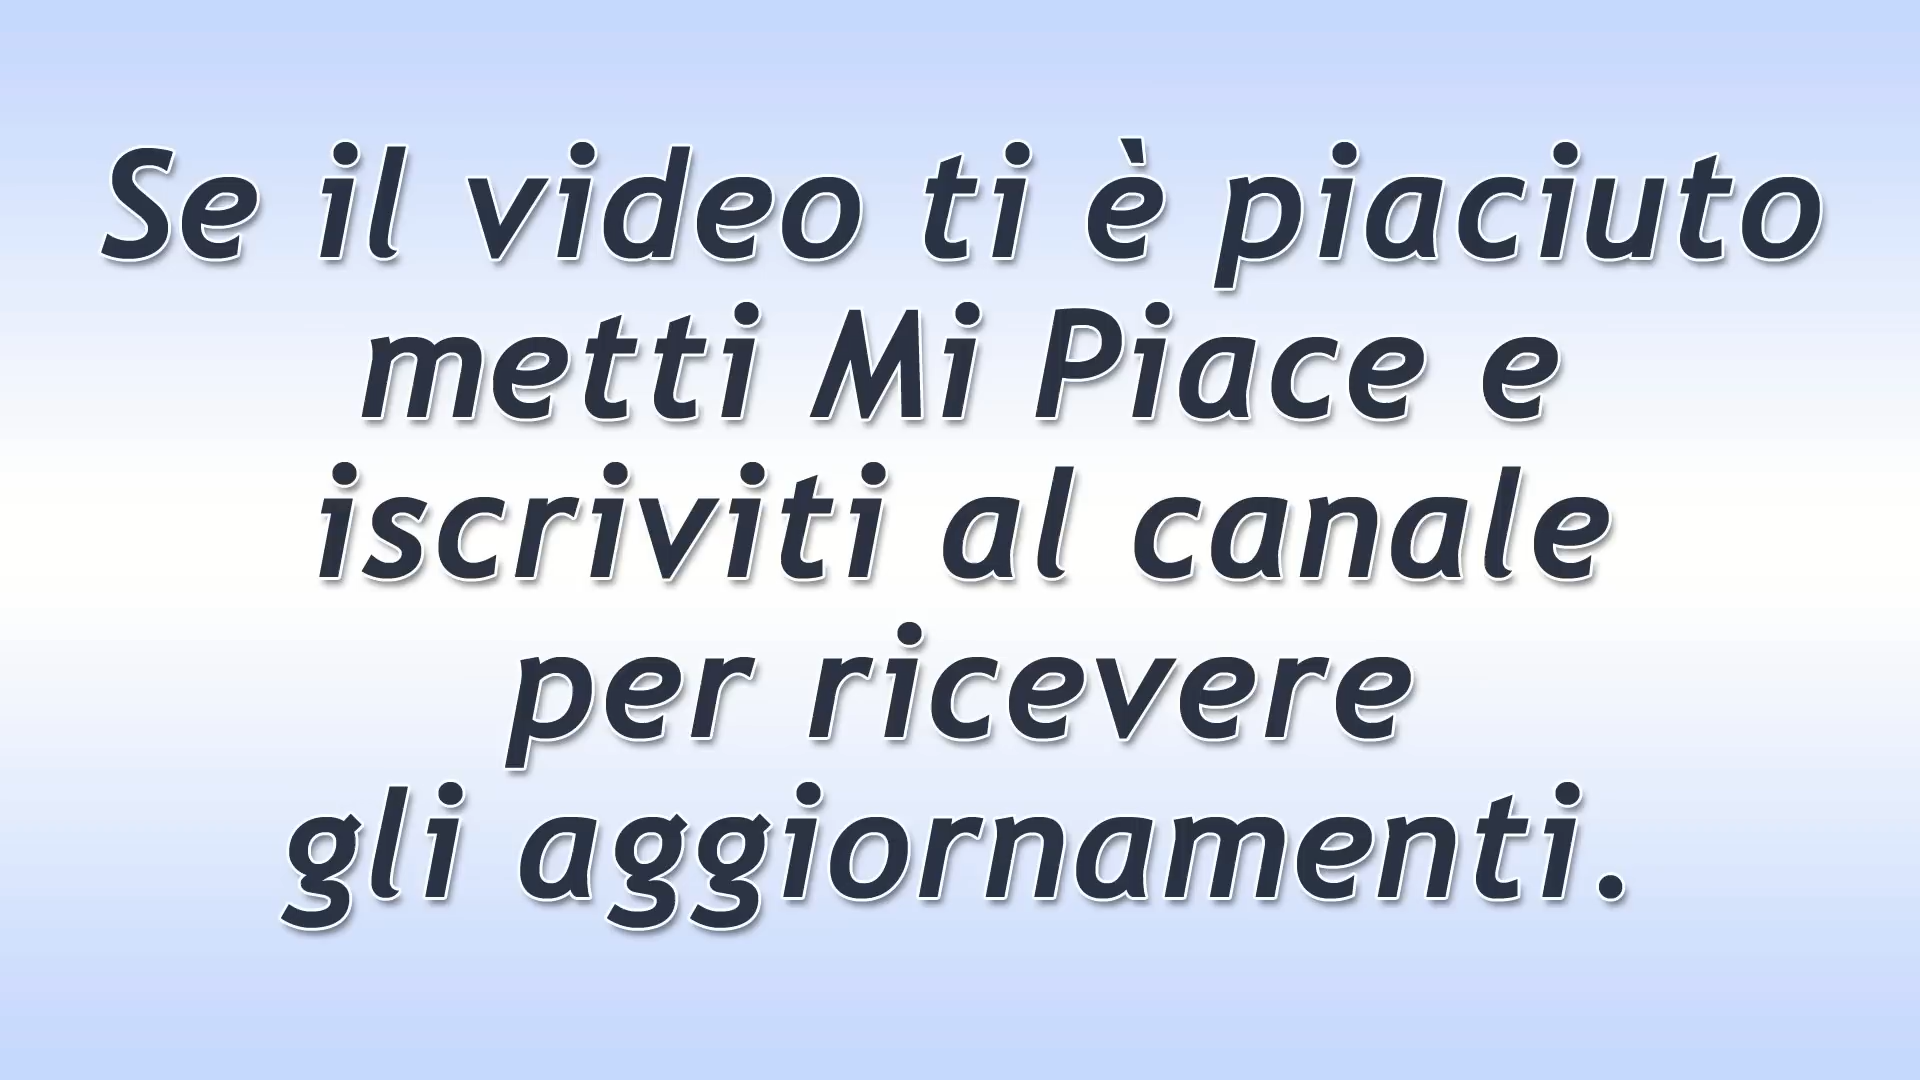 Se il video ti è piaciuto
metti Mi Piace e
iscriviti al canale
per ricevere
gli aggiornamenti.